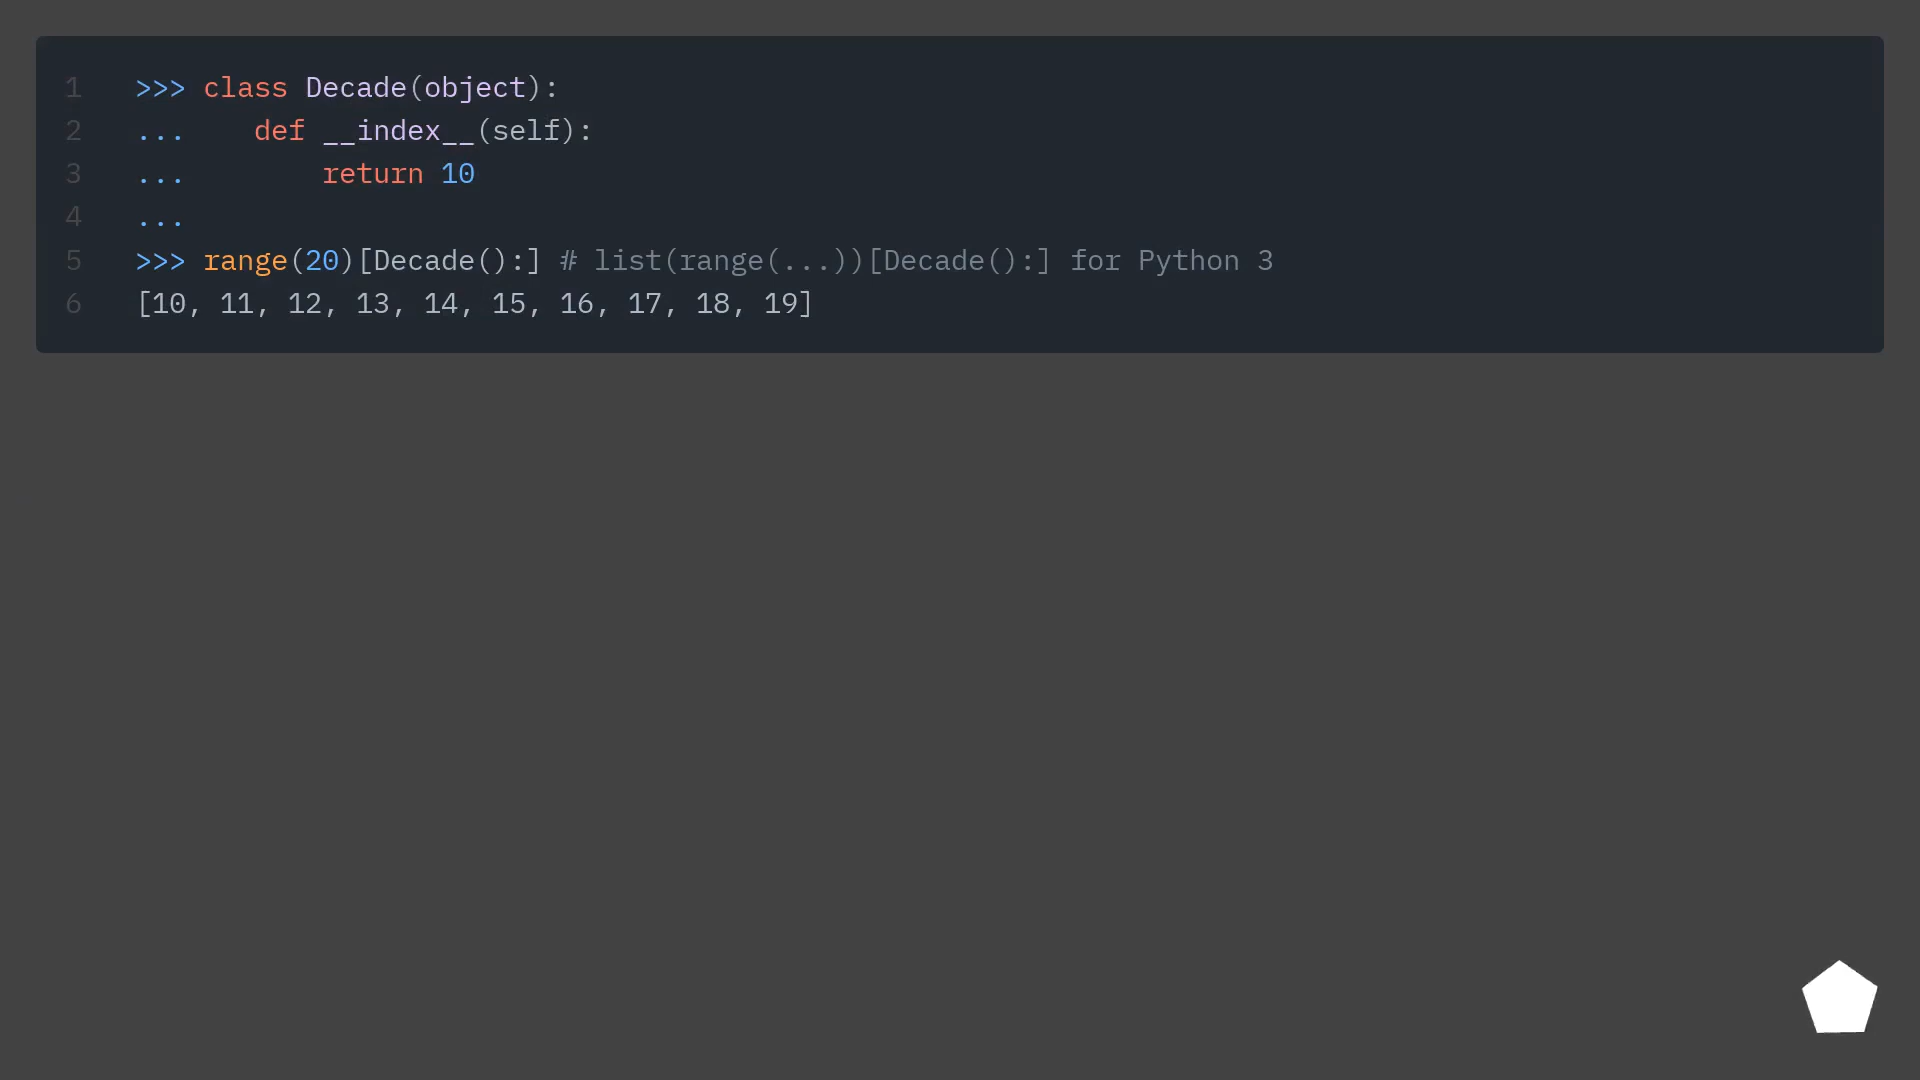 1 >>> class Decade(object):
2 ...    def __index__(self):
3 ...        return 10
4 ...
5 >>> range(20)[Decade():] # list(range(...))[Decade():] for Python 3
6 [10, 11, 12, 13, 14, 15, 16, 17, 18, 19]